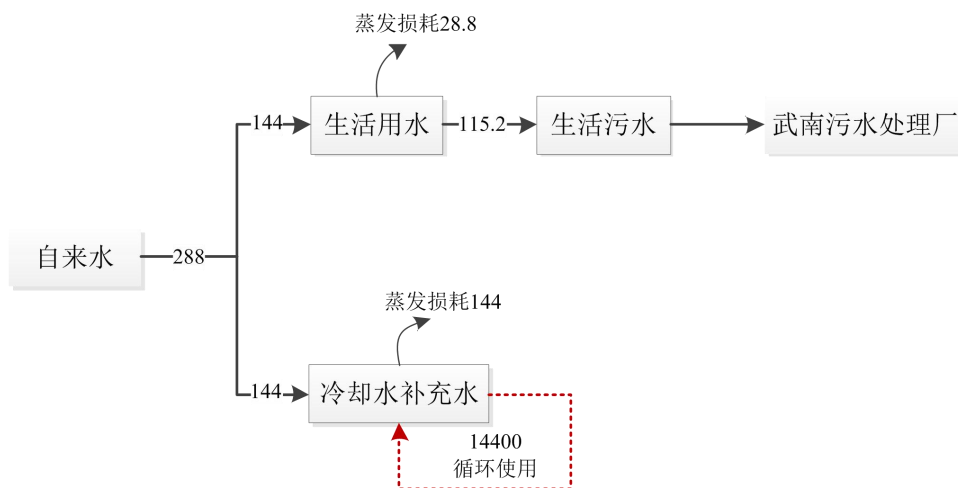 蒸发损耗28.8
144
生活用水
115.2
生活污水
武南污水处理厂
自来水
288
蒸发损耗144
144
冷却水补充水
14400
循环使用